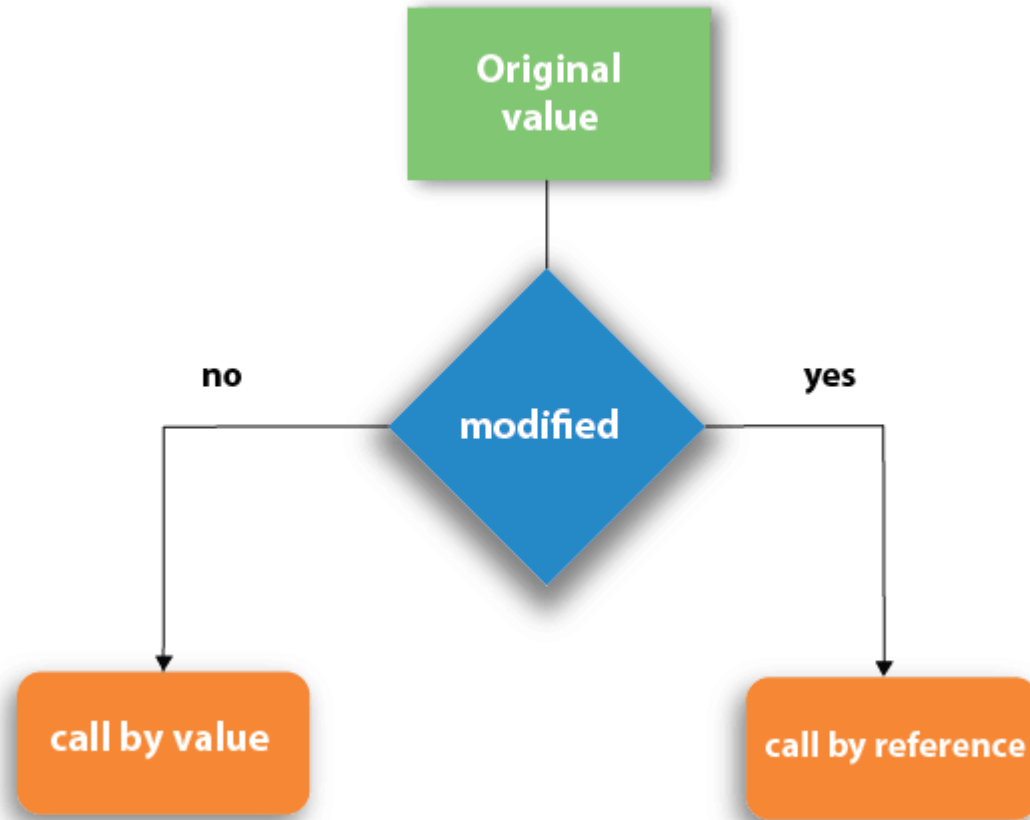 Original
value
no
yes
modified
call by value
call by reference